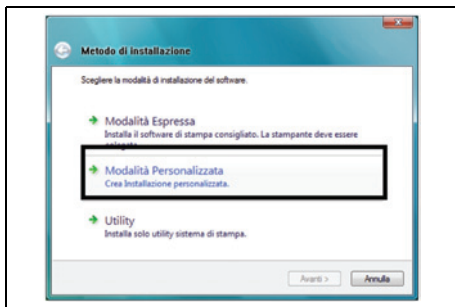 Metodo di installazione
Scegliere la modalità di installazione del software.
Modalità Espressa
Installa il software di stampa consigliato. La stampante deve essere
collegata.
Modalità Personalizzata
Crea Installazione personalizzata.
Utility
Installa solo utility sistema di stampa.
Avanti >
Annulla